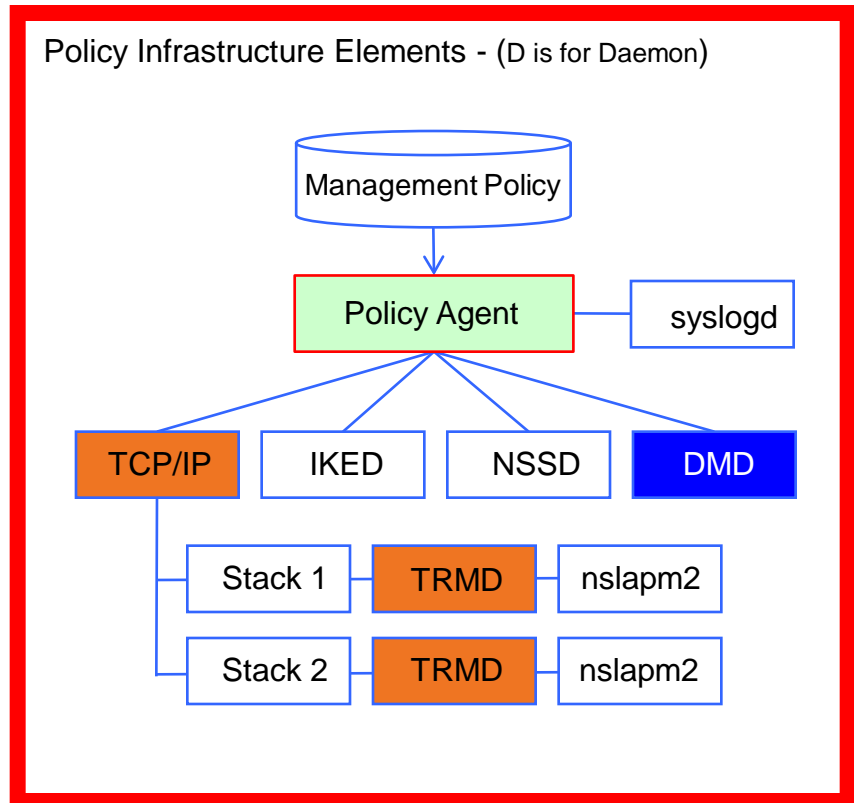 Policy Infrastructure Elements - (D is for Daemon)
Management Policy
Policy Agent
syslogd
TCP/IP
IKED
NSSD
DMD
Stack 1
TRMD
nslapm2
Stack 2
TRMD
nslapm2